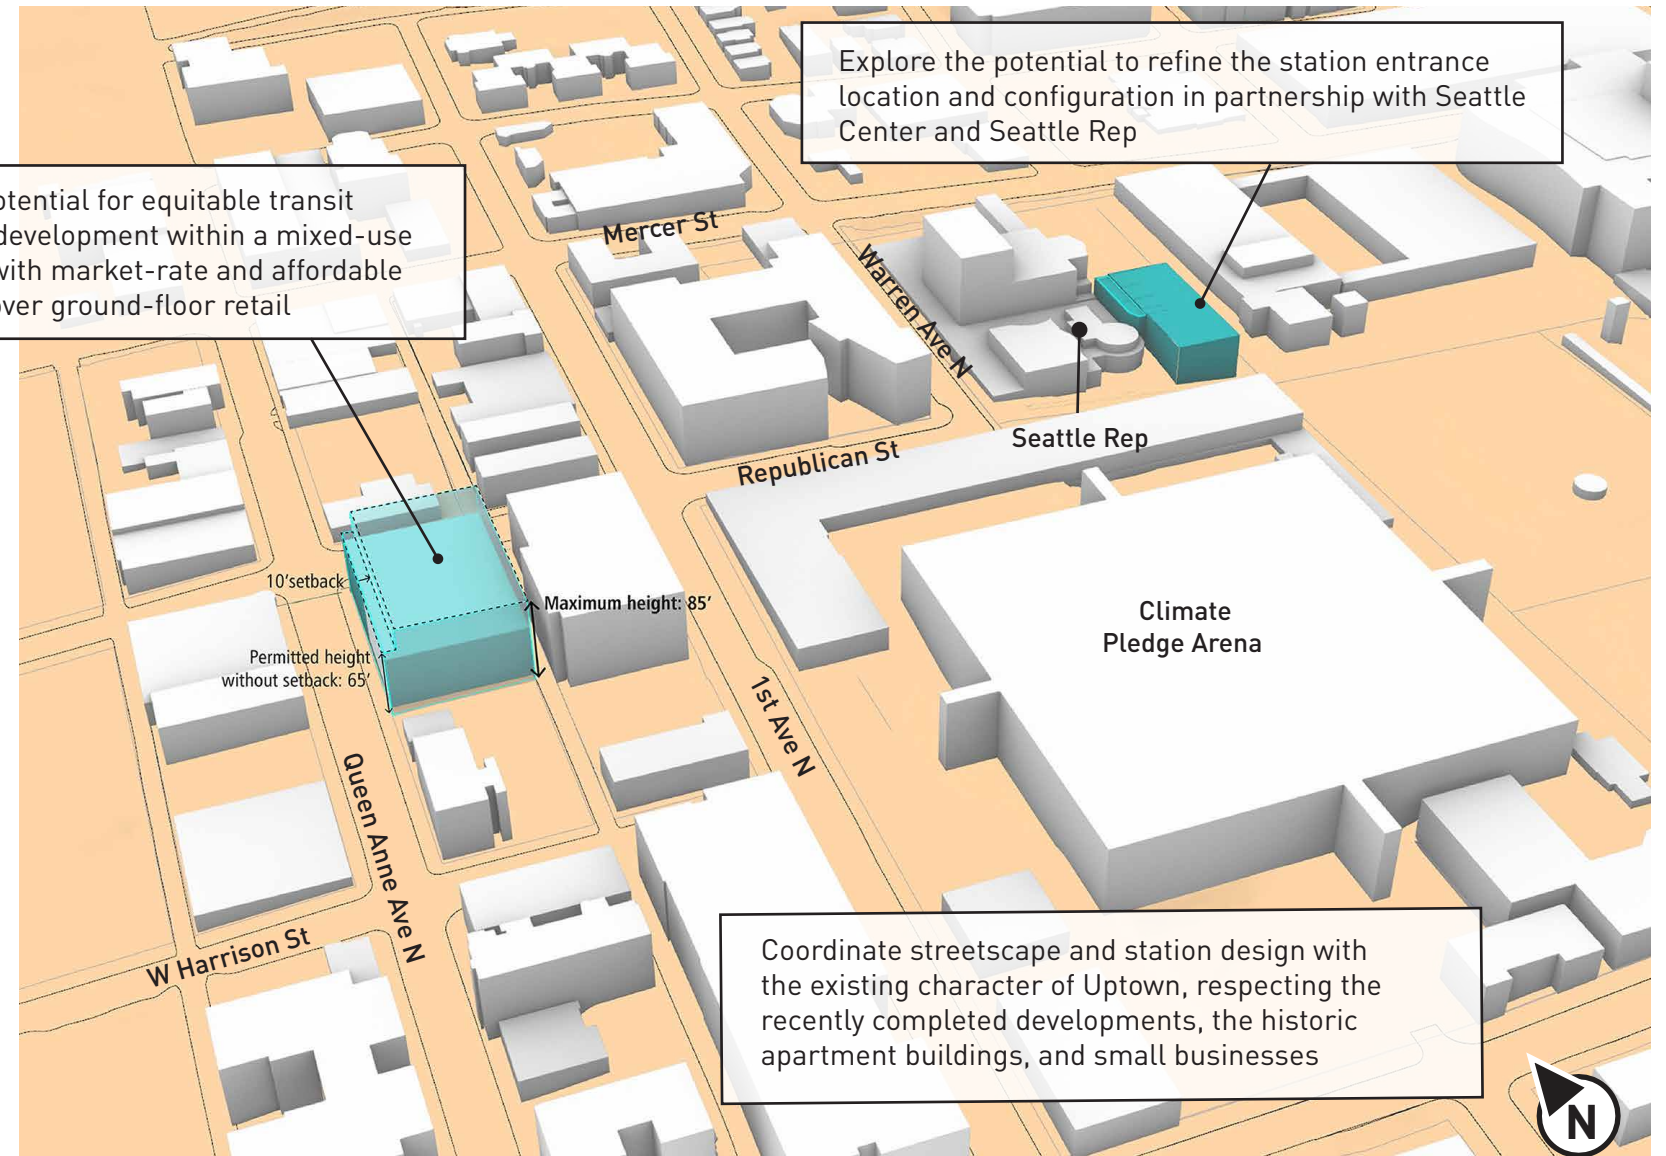 Explore the potential to refine the station entrance
location and configuration in partnership with Seattle
Center and Seattle Rep
otential for equitable transit
development within a mixed-use
with market-rate and affordable
over ground-floor retail
Mercer St
Warren Ave N
Seattle Rep
Republican St
10'setback
Maximum height: 85'
Permitted height
without setback: 65'
Climate
Pledge Arena
1st Ave N
Queen Anne Ave N
W Harrison St
Coordinate streetscape and station design with
the existing character of Uptown, respecting the
recently completed developments, the historic
apartment buildings, and small businesses
N